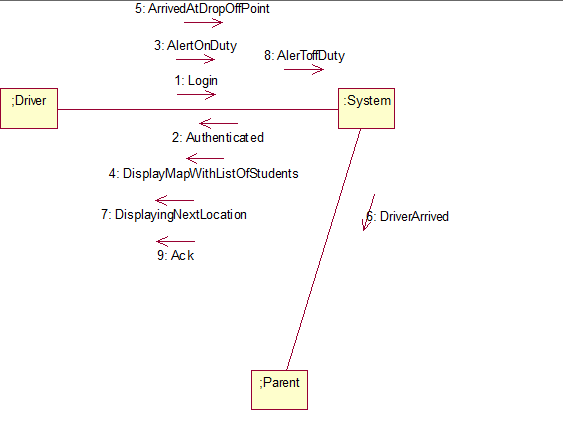 5: ArrivedAtDropOffPoint
3: AlertOnDuty
8: AlerToffDuty
1: Login
;Driver
:System
2: Authenticated
4: DisplayMapWithListOfStudents
7: DisplayingNextLocation
6: DriverArrived
9: Ack
;Parent